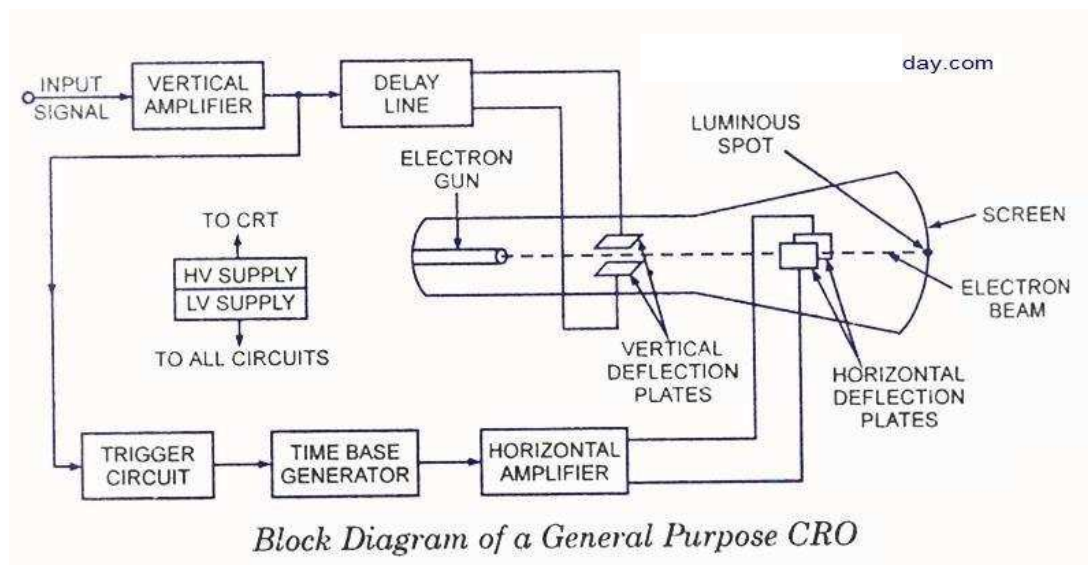 day.com
INPUT
SIGNAL
VERTICAL
AMPLIFIER
DELAY
LINE
LUMINOUS
SPOT
ELECTRON
GUN
SCREEN
TO CRT
HV SUPPLY
LV SUPPLY
TO ALL CIRCUITS
ELECTRON
BEAM
VERTICAL
DEFLECTION
PLATES
HORIZONTAL
DEFLECTION
PLATES
TRIGGER
CIRCUIT
TIME BASE
GENERATOR
HORIZONTAL
AMPLIFIER
Block Diagram of a General Purpose CRO